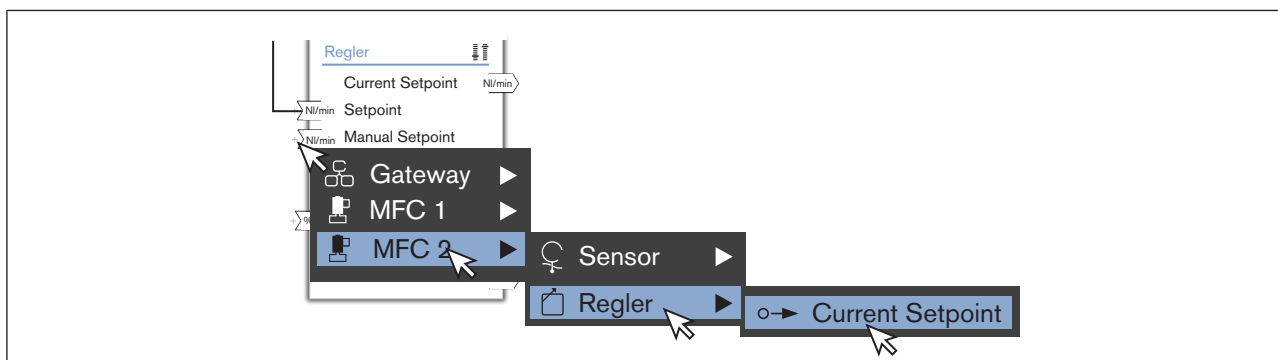 Regler
Current Setpoint Nl/min
Nl/min Setpoint
Nl/min Manual Setpoint
Gateway
MFC 1
%
MFC 2
Sensor
Regler
Current Setpoint